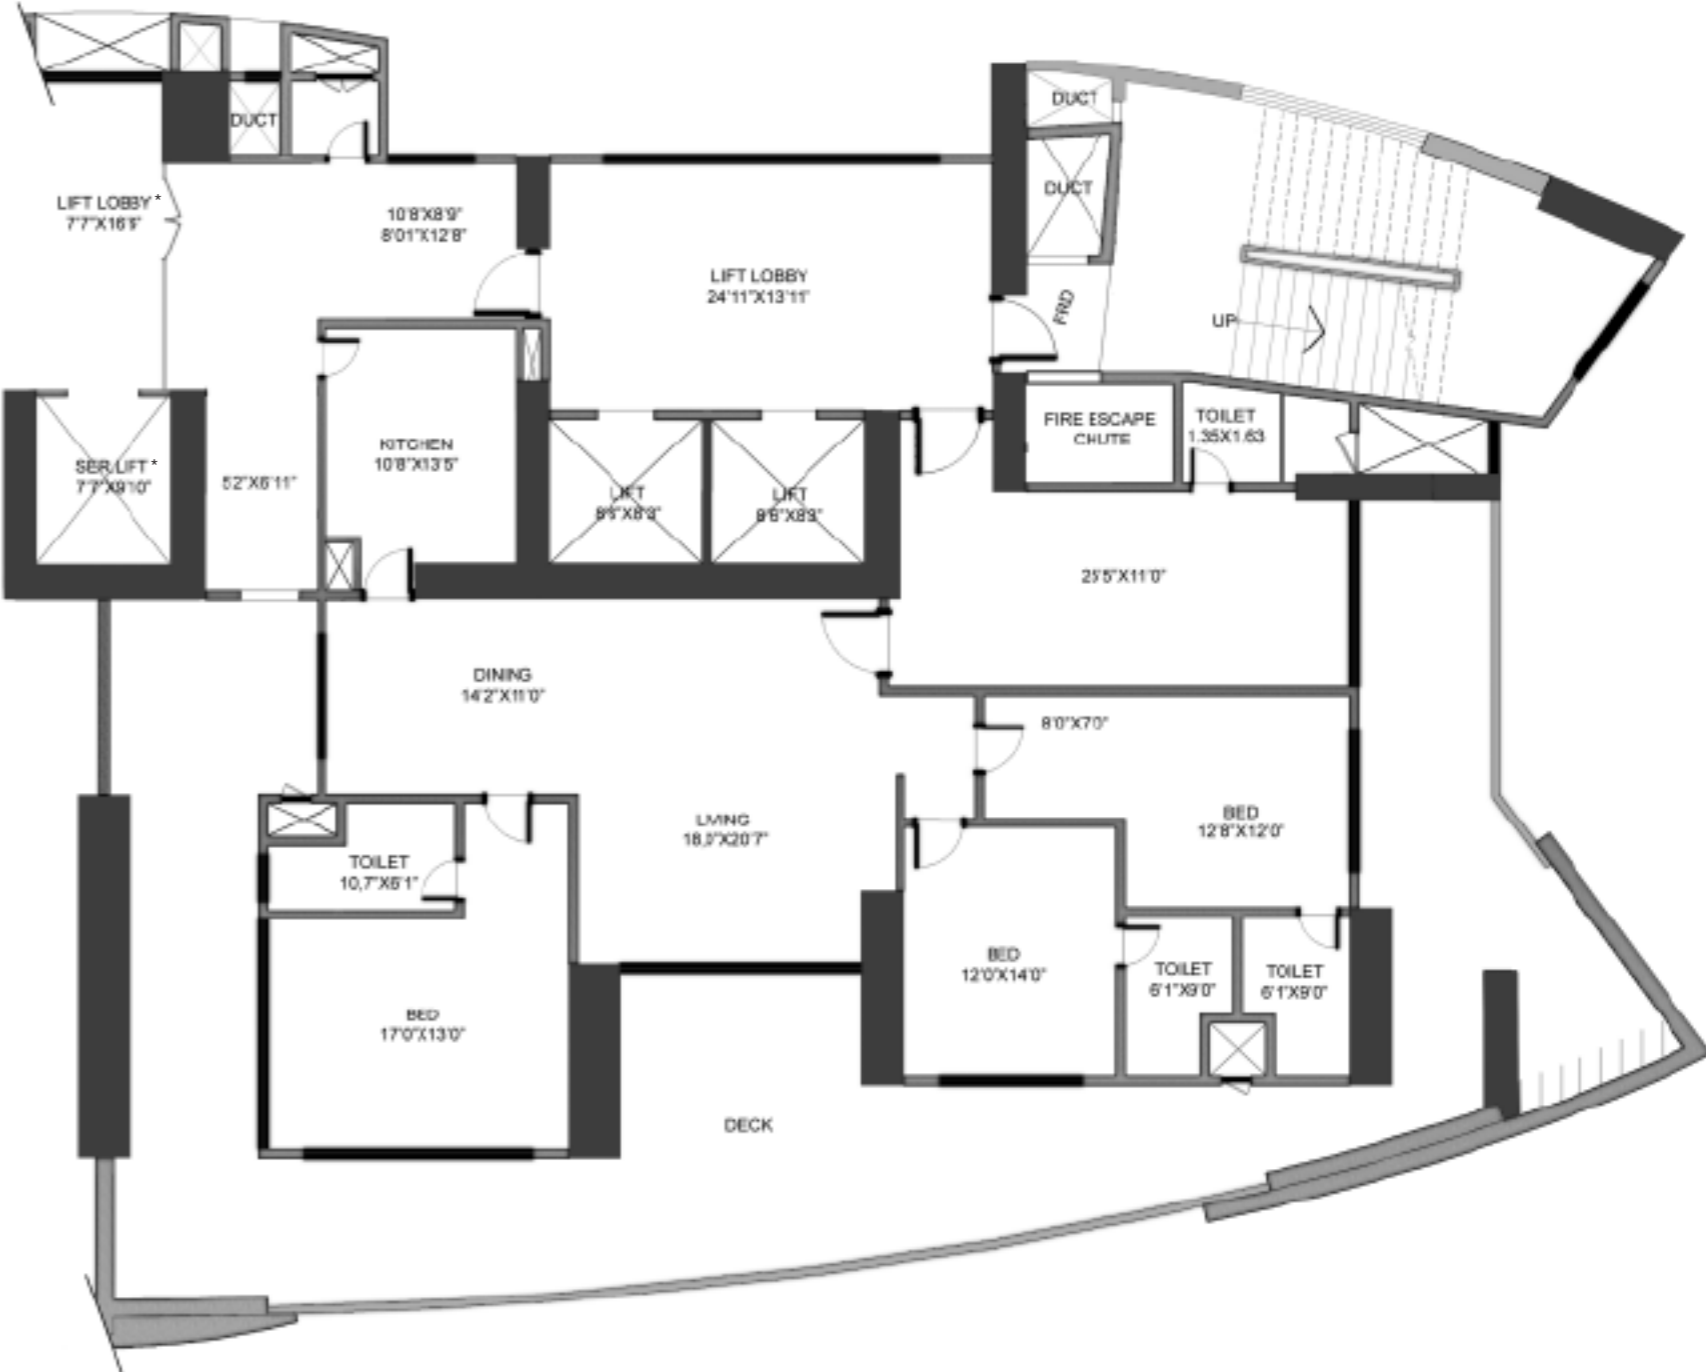 DUCT
DUCT
DUCT
LIFT LOBBY*
7'7"X16'9"
10'8"X8'9"
8'01"X12'8"
LIFT LOBBY
24'11"X13'11"
FRD
UP
KITCHEN
10'8"X13'5"
SER.LIFT*
7'7"X9'10"
5'2"X6'11"
LIFT
LIFT
FIRE ESCAPE
CHUTE
TOILET
1.35X1.63
25'5"X11'0"
DINING
14'2"X11'0"
8'0"X7'0"
LIVING
18,0"X20'7"
BED
12'8"X12'0"
TOILET
10,7"X6'1"
BED
12'0"X14'0"
TOILET
6'1"X9'0"
TOILET
6'1"X9'0"
BED
17'0"X13'0"
DECK